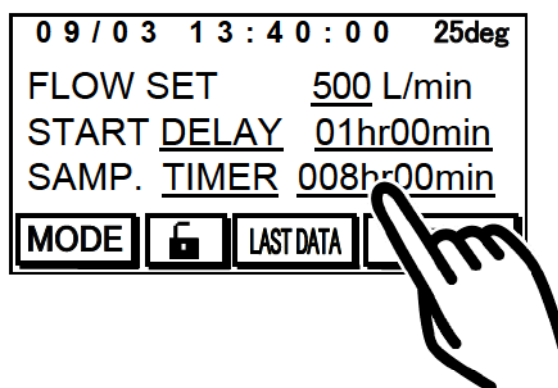 09/03 13:40:00 25deg
FLOW SET 500 L/min
START DELAY 01hr00min
SAMP. TIMER 008hr00min
MODE LAST DATA